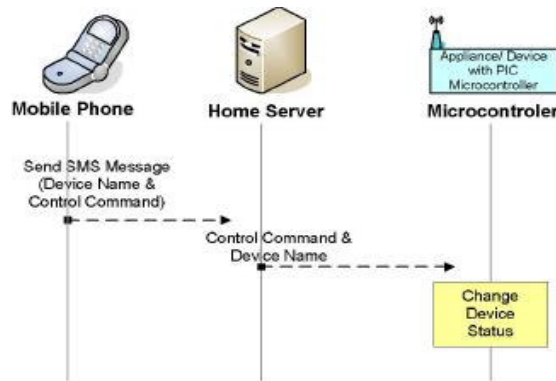 Appliance/ Device
with PIC
Microcontroller
Mobile Phone
Home Server
Microcontroler
Send SMS Message
(Device Name &
Control Command)
Control Command &
Device Name
Change
Device
Status